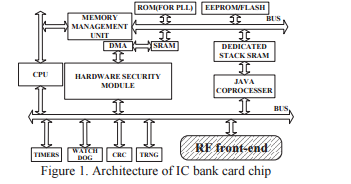 ROM(FOR PLL)
EEPROM/FLASH
MEMORY
MANAGEMENT
UNIT
BUS
DMA
SRAM
DEDICATED
STACK SRAM
CPU
HARDWARE SECURITY
MODULE
JAVA
COPROCESSER
BUS
TIMERS
WATCH
DOG
CRC
TRNG
RF front-end
Figure 1. Architecture of IC bank card chip